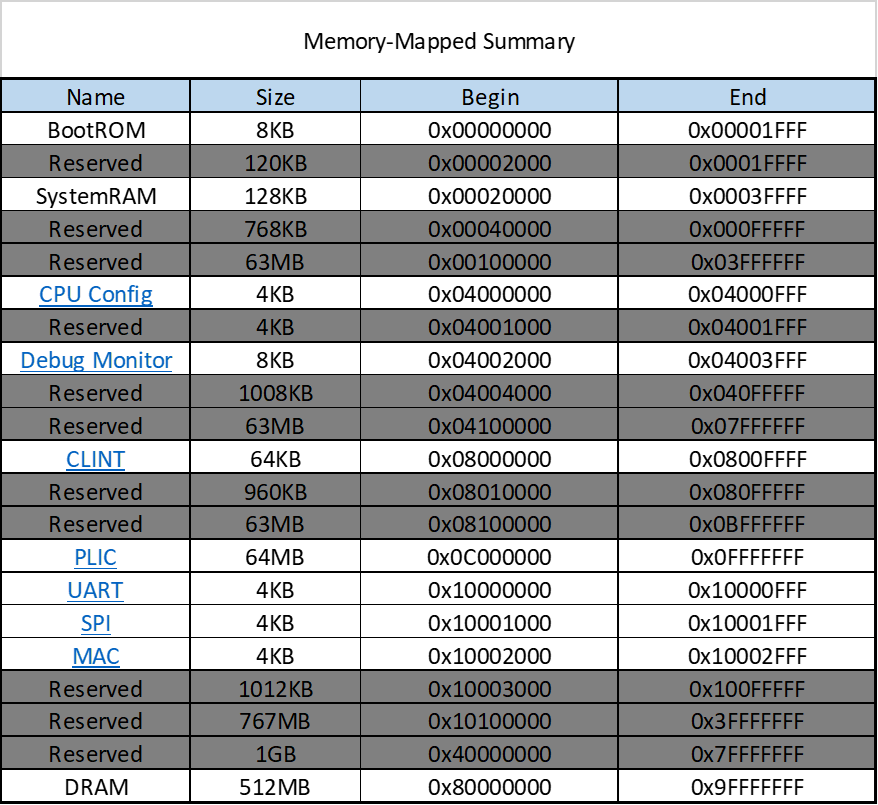 Memory-Mapped Summary
Name Size Begin End
BootROM 8KB 0x00000000 0x00001FFF
Reserved 120KB 0x00002000 0x0001FFFF
SystemRAM 128KB 0x00020000 0x0003FFFF
Reserved 768KB 0x00040000 0x000FFFFF
Reserved 63MB 0x00100000 0x03FFFFFF
CPU Config 4KB 0x04000000 0x04000FFF
Reserved 4KB 0x04001000 0x04001FFF
Debug Monitor 8KB 0x04002000 0x04003FFF
Reserved 1008KB 0x04004000 0x040FFFFF
Reserved 63MB 0x04100000 0x07FFFFFF
CLINT 64KB 0x08000000 0x0800FFFF
Reserved 960KB 0x08010000 0x080FFFFF
Reserved 63MB 0x08100000 0x0BFFFFFF
PLIC 64MB 0x0C000000 0x0FFFFFFF
UART 4KB 0x10000000 0x10000FFF
SPI 4KB 0x10001000 0x10001FFF
MAC 4KB 0x10002000 0x10002FFF
Reserved 1012KB 0x10003000 0x100FFFFF
Reserved 767MB 0x10100000 0x3FFFFFFF
Reserved 1GB 0x40000000 0x7FFFFFFF
DRAM 512MB 0x80000000 0x9FFFFFFF